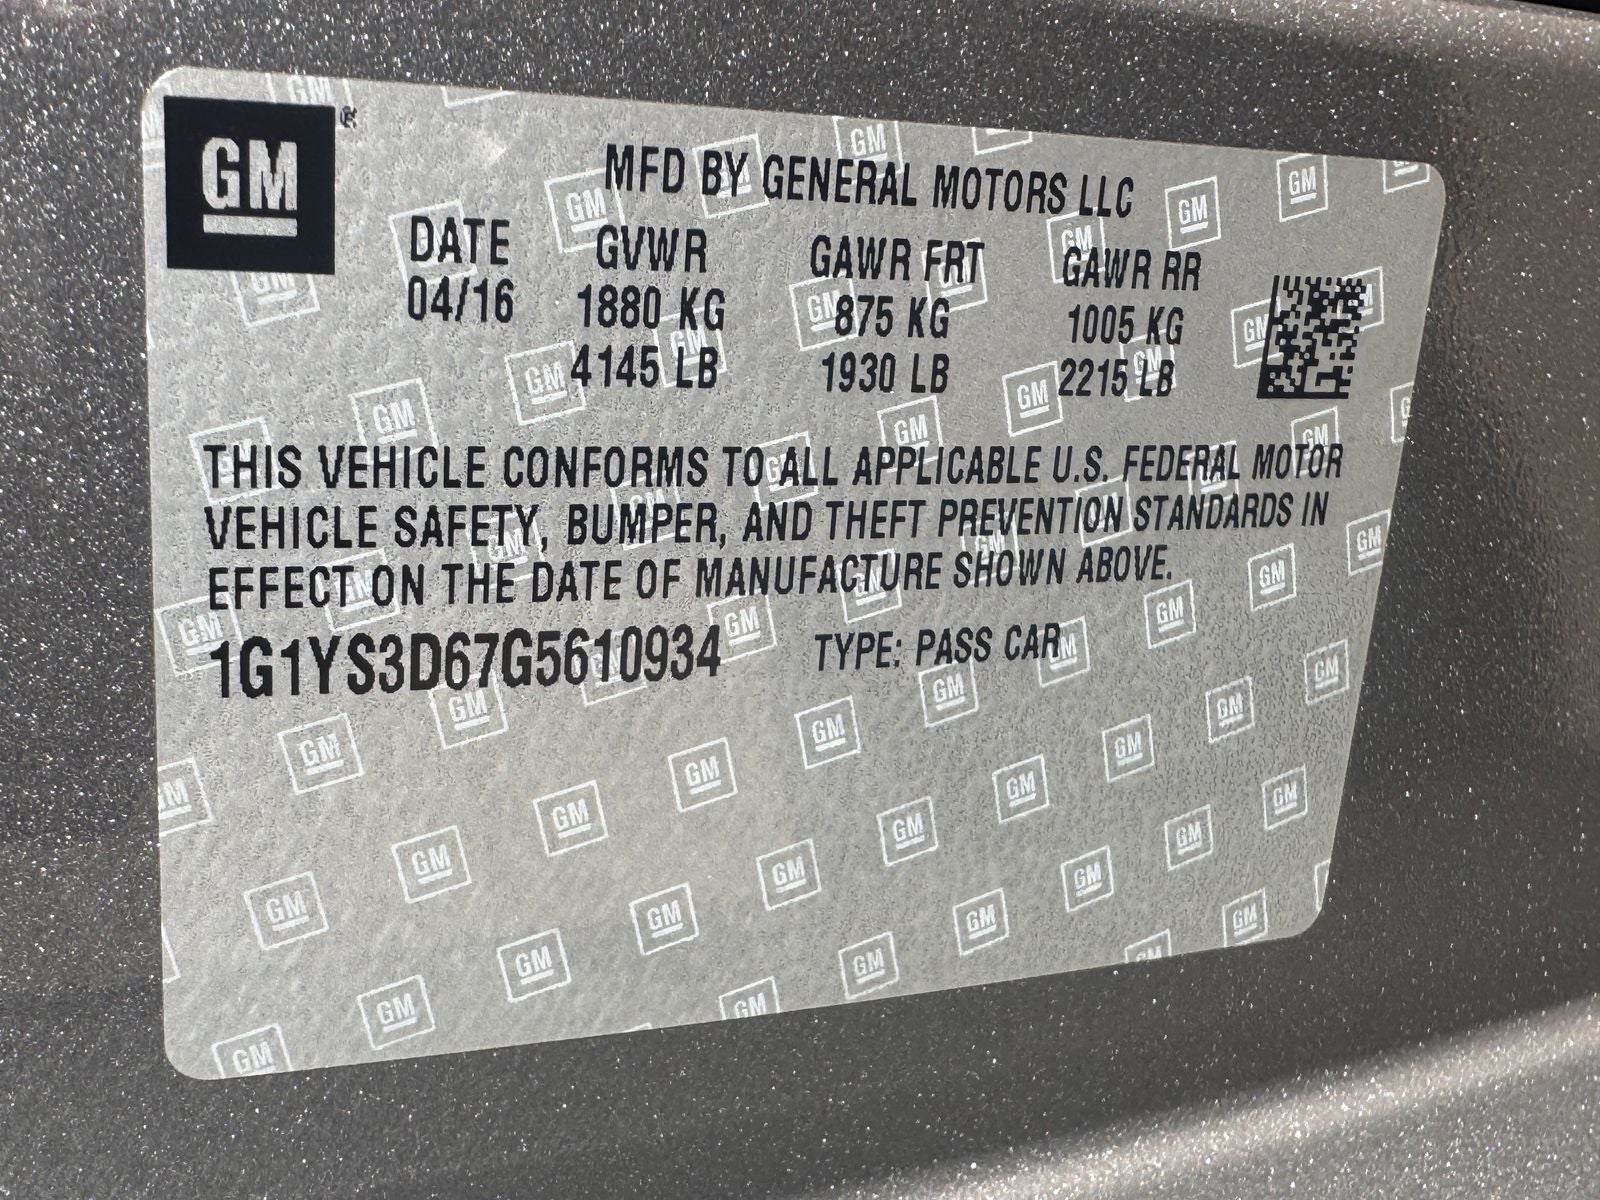 GM®
MFD BY GENERAL MOTORS LLC
DATE GVWR GAWR FRT GAWR RR
04/16 1880 KG 875 KG 1005 KG
4145 LB 1930 LB 2215 LB
THIS VEHICLE CONFORMS TO ALL APPLICABLE U.S. FEDERAL MOTOR
VEHICLE SAFETY, BUMPER, AND THEFT PREVENTION STANDARDS IN
EFFECT ON THE DATE OF MANUFACTURE SHOWN ABOVE.
1G1YS3D67G5610934 TYPE: PASS CAR